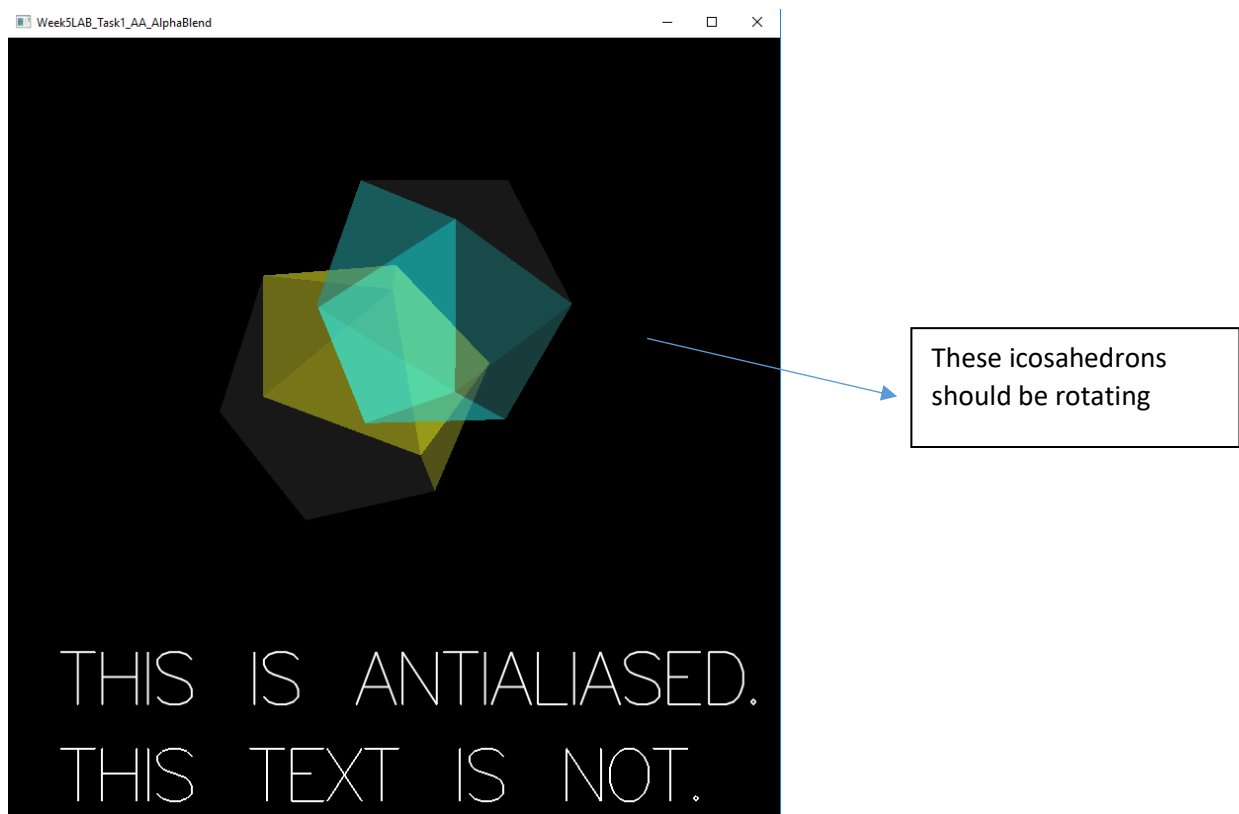 Week5LAB_Task1_AA_AlphaBlend
These icosahedrons
should be rotating
THIS IS ANTIALIASED.
THIS TEXT IS NOT.